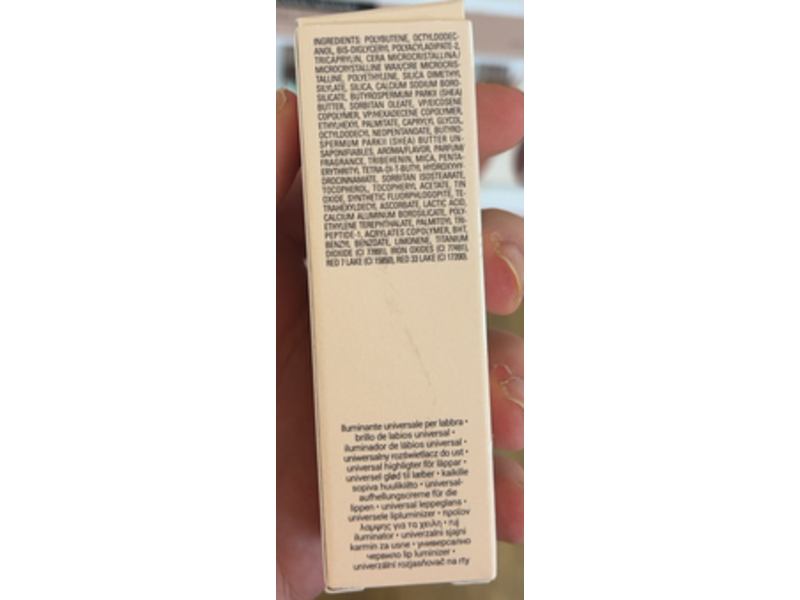 INGREDIENTS: POLYBUTENE, OCTYLDODEC-
ANOL, BIS-DIGLYCERYL POLYACYLADIPATE-2,
TRICAPRYLIN, CERA MICROCRISTALLINA/
MICROCRYSTALLINE WAX/CIRE MICROCRIS-
TALLINE, POLYETHYLENE, SILICA DIMETHYL
SILYLATE, SILICA, CALCIUM SODIUM BORO-
SILICATE, BUTYROSPERMUM PARKII (SHEA)
BUTTER, SORBITAN OLEATE, VP/EICOSENE
COPOLYMER, VP/HEXADECENE COPOLYMER,
ETHYLHEXYL PALMITATE, CAPRYLYL GLYCOL,
OCTYLDODECYL NEOPENTANOATE, BUTYRO-
SPERMUM PARKII (SHEA) BUTTER UN-
SAPONIFIABLES, AROMA/FLAVOR, PARFUM/
FRAGRANCE, TRIBEHENIN, MICA, PENTA-
ERYTHRITYL TETRA-DI-T-BUTYL HYDROXYHY-
DROCINNAMATE, SORBITAN ISOSTEARATE,
TOCOPHEROL, TOCOPHERYL ACETATE, TIN
OXIDE, SYNTHETIC FLUORPHLOGOPITE, TE-
TRAHEXYLDECYL ASCORBATE, LACTIC ACID,
CALCIUM ALUMINUM BOROSILICATE, POLY-
ETHYLENE TEREPHTHALATE, PALMITOYL TRI-
PEPTIDE-1, ACRYLATES COPOLYMER, BHT,
BENZYL BENZOATE, LIMONENE, TITANIUM
DIOXIDE (CI 77891), IRON OXIDES (CI 77491),
RED 7 LAKE (CI 15850), RED 33 LAKE (CI 17200).
Iluminante universale per labbra •
brillo de labios universal •
iluminador de lábios universal •
uniwersalny rozświetlacz do ust •
universal highligter för läppar •
universel glød til læber • kaikille
sopiva huulikiilto • universal-
aufhellungscreme für die
lippen • universal leppeglans •
universele lipluminizer • προϊον
λαμψης για τα χειλη • ruj
iluminator • univerzalni sjajni
karmin za usne • универсално
червило lip luminizer •
univerzální rozjasňovač na rty